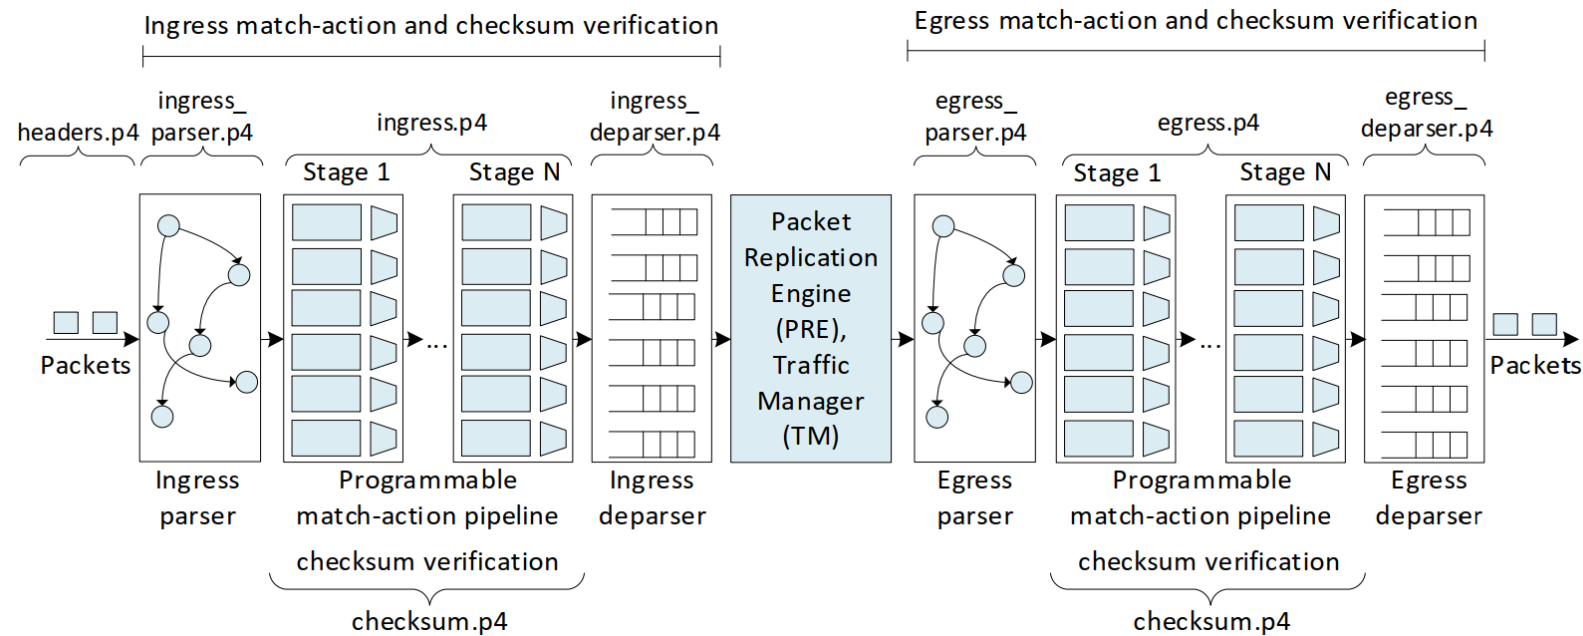 Ingress match-action and checksum verification
Egress match-action and checksum verification
headers.p4
ingress_
parser.p4
ingress.p4
ingress_
deparser.p4
egress_
parser.p4
egress.p4
egress_
deparser.p4
Stage 1
Stage N
Stage 1
Stage N
Packets
Packet
Replication
Engine
(PRE),
Traffic
Manager
(TM)
...
...
Packets
Ingress
parser
Programmable
match-action pipeline
Ingress
deparser
Egress
parser
Programmable
match-action pipeline
Egress
deparser
checksum verification
checksum.p4
checksum verification
checksum.p4